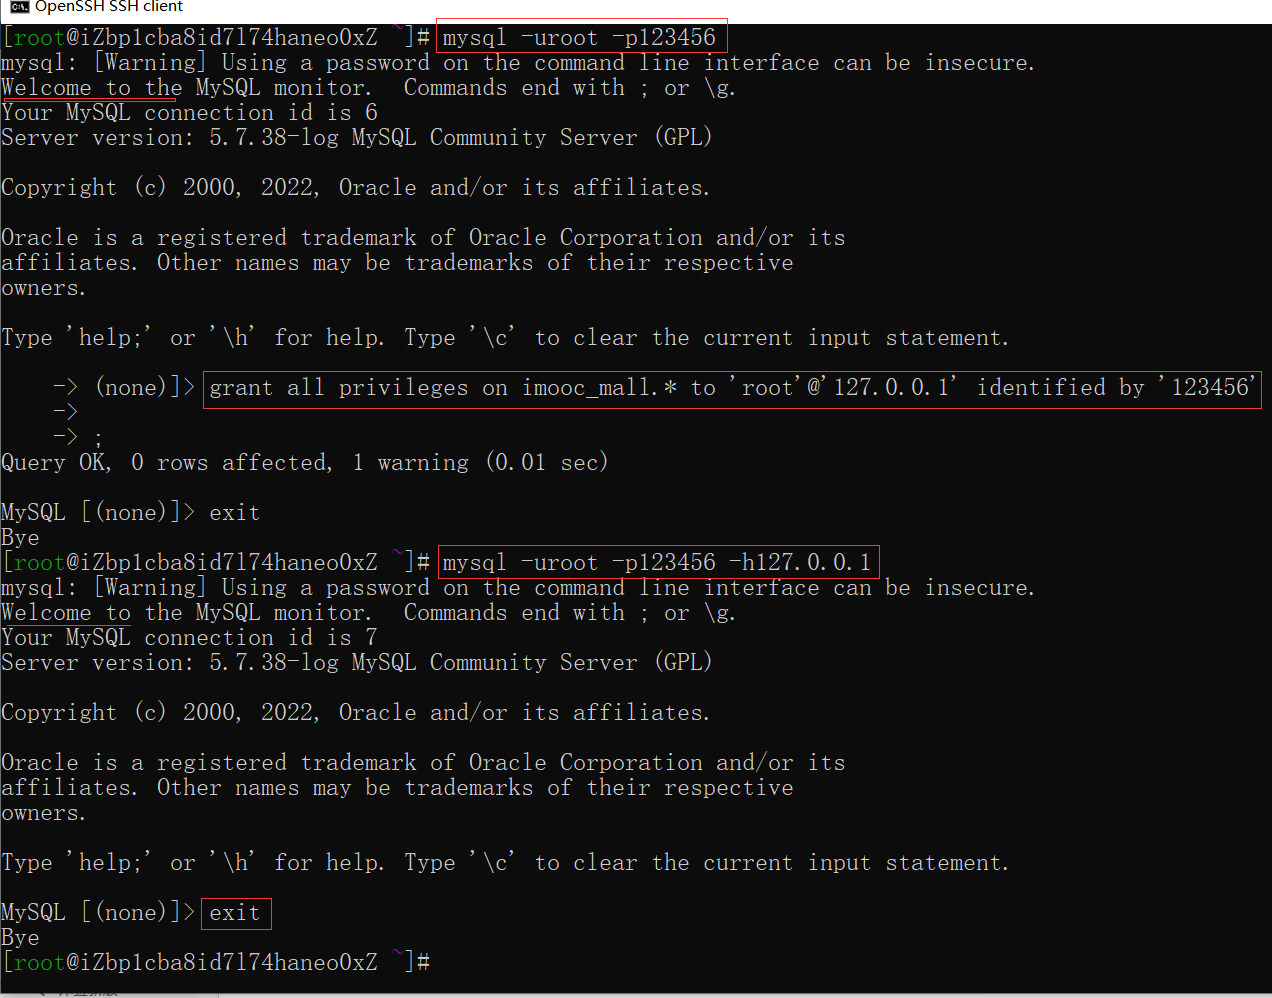 OpenSSH SSH client
[root@iZbp1cba8id7l74haneo0xZ ~]# mysql -uroot -p123456
mysql: [Warning] Using a password on the command line interface can be insecure.
Welcome to the MySQL monitor.  Commands end with ; or \g.
Your MySQL connection id is 6
Server version: 5.7.38-log MySQL Community Server (GPL)
Copyright (c) 2000, 2022, Oracle and/or its affiliates.
Oracle is a registered trademark of Oracle Corporation and/or its
affiliates. Other names may be trademarks of their respective
owners.
Type 'help;' or '\h' for help. Type '\c' to clear the current input statement.
    -> (none)]> grant all privileges on imooc_mall.* to 'root'@'127.0.0.1' identified by '123456'
    ->
    -> ;
Query OK, 0 rows affected, 1 warning (0.01 sec)
MySQL [(none)]> exit
Bye
[root@iZbp1cba8id7l74haneo0xZ ~]# mysql -uroot -p123456 -h127.0.0.1
mysql: [Warning] Using a password on the command line interface can be insecure.
Welcome to the MySQL monitor.  Commands end with ; or \g.
Your MySQL connection id is 7
Server version: 5.7.38-log MySQL Community Server (GPL)
Copyright (c) 2000, 2022, Oracle and/or its affiliates.
Oracle is a registered trademark of Oracle Corporation and/or its
affiliates. Other names may be trademarks of their respective
owners.
Type 'help;' or '\h' for help. Type '\c' to clear the current input statement.
MySQL [(none)]> exit
Bye
[root@iZbp1cba8id7l74haneo0xZ ~]#